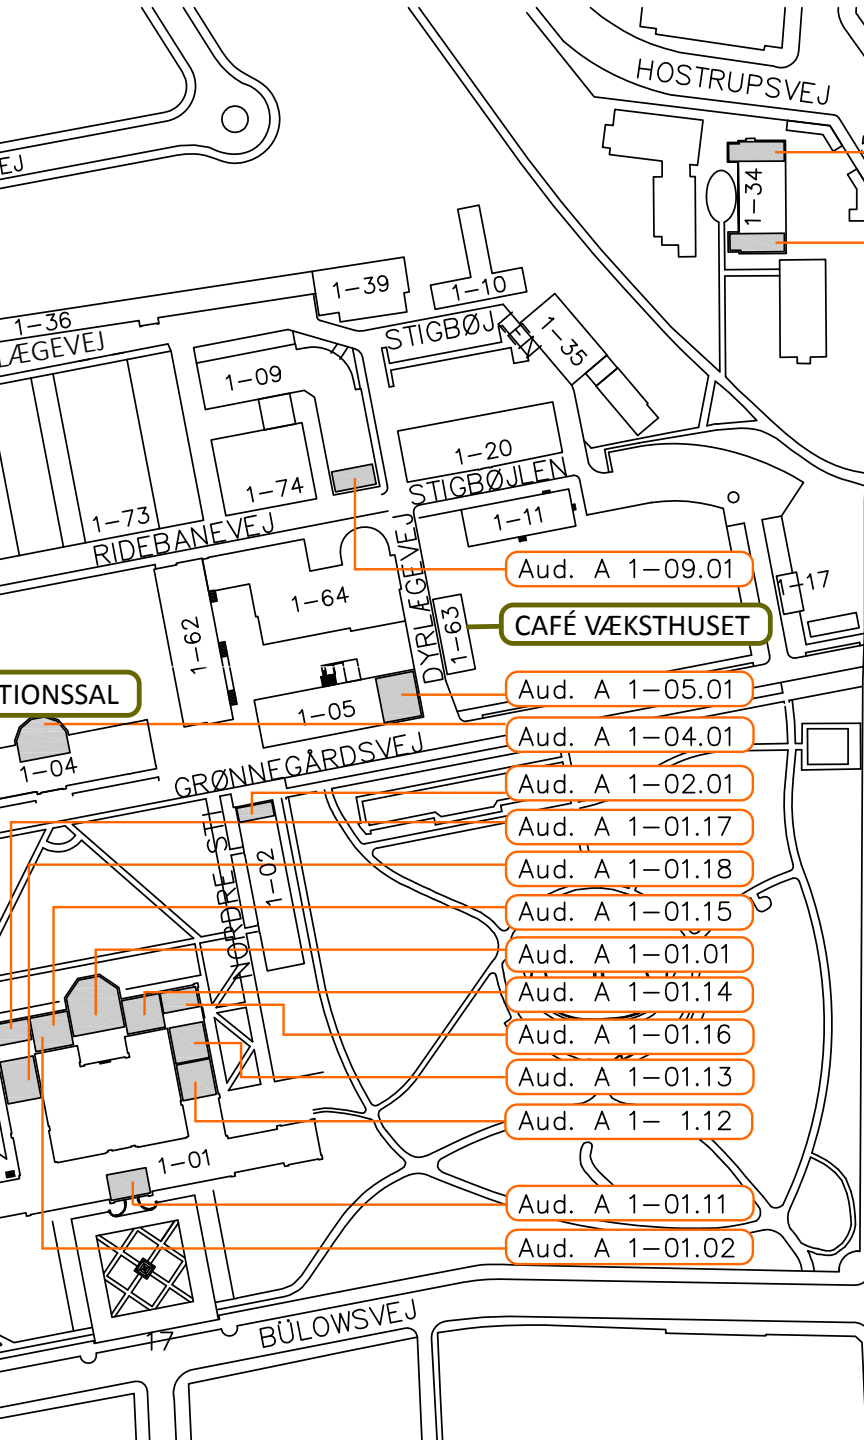 HOSTRUPSVEJ
EJ
1-34
1-39
1-10
1-36
STIGBØJ
EN
1-35
LÆGEVEJ
1-09
1-20
STIGBØJLEN
1-74
1-73
1-11
RIDEBANEVEJ
DYRLÆGEVEJ
Aud. A 1-09.01
1-17
1-64
1-62
1-63
CAFÉ VÆKSTHUSET
TIONSSAL
Aud. A 1-05.01
1-05
Aud. A 1-04.01
1-04
GRØNNEGÅRDSVEJ
Aud. A 1-02.01
Aud. A 1-01.17
NORDRE STI
1-02
Aud. A 1-01.18
Aud. A 1-01.15
Aud. A 1-01.01
Aud. A 1-01.14
Aud. A 1-01.16
Aud. A 1-01.13
Aud. A 1- 1.12
1-01
Aud. A 1-01.11
Aud. A 1-01.02
BÜLOWSVEJ
17